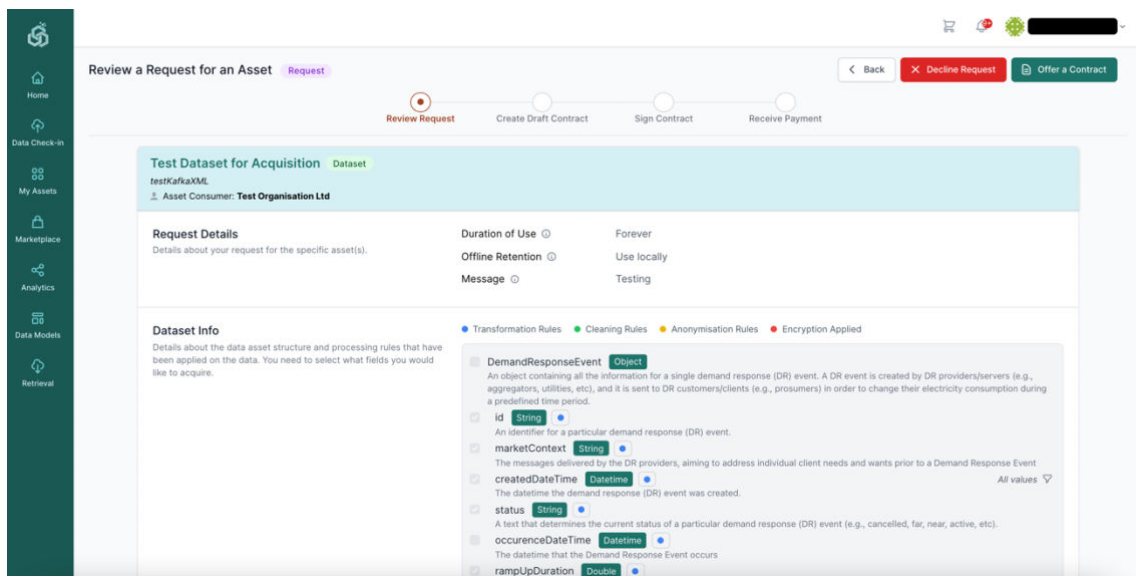 9+
Review a Request for an Asset Request
Back
Decline Request
Offer a Contract
Review Request
Create Draft Contract
Sign Contract
Receive Payment
Home
Data Check-in
My Assets
Marketplace
Analytics
Data Models
Retrieval
Test Dataset for Acquisition Dataset
testKafkaXML
Asset Consumer: Test Organisation Ltd
Request Details
Details about your request for the specific asset(s).
Duration of Use Forever
Offline Retention Use locally
Message Testing
Dataset Info
Details about the data asset structure and processing rules that have
been applied on the data. You need to select what fields you would
like to acquire.
Transformation Rules Cleaning Rules Anonymisation Rules Encryption Applied
DemandResponseEvent Object
An object containing all the information for a single demand response (DR) event. A DR event is created by DR providers/servers (e.g.,
aggregators, utilities, etc), and it is sent to DR customers/clients (e.g., prosumers) in order to change their electricity consumption during
a predefined time period.
id String
An identifier for a particular demand response (DR) event.
marketContext String
The messages delivered by the DR providers, aiming to address individual client needs and wants prior to a Demand Response Event
createdDateTime Datetime All values
The datetime the demand response (DR) event was created.
status String
A text that determines the current status of a particular demand response (DR) event (e.g., cancelled, far, near, active, etc).
occurenceDateTime Datetime
The datetime that the Demand Response Event occurs
rampUpDuration Double